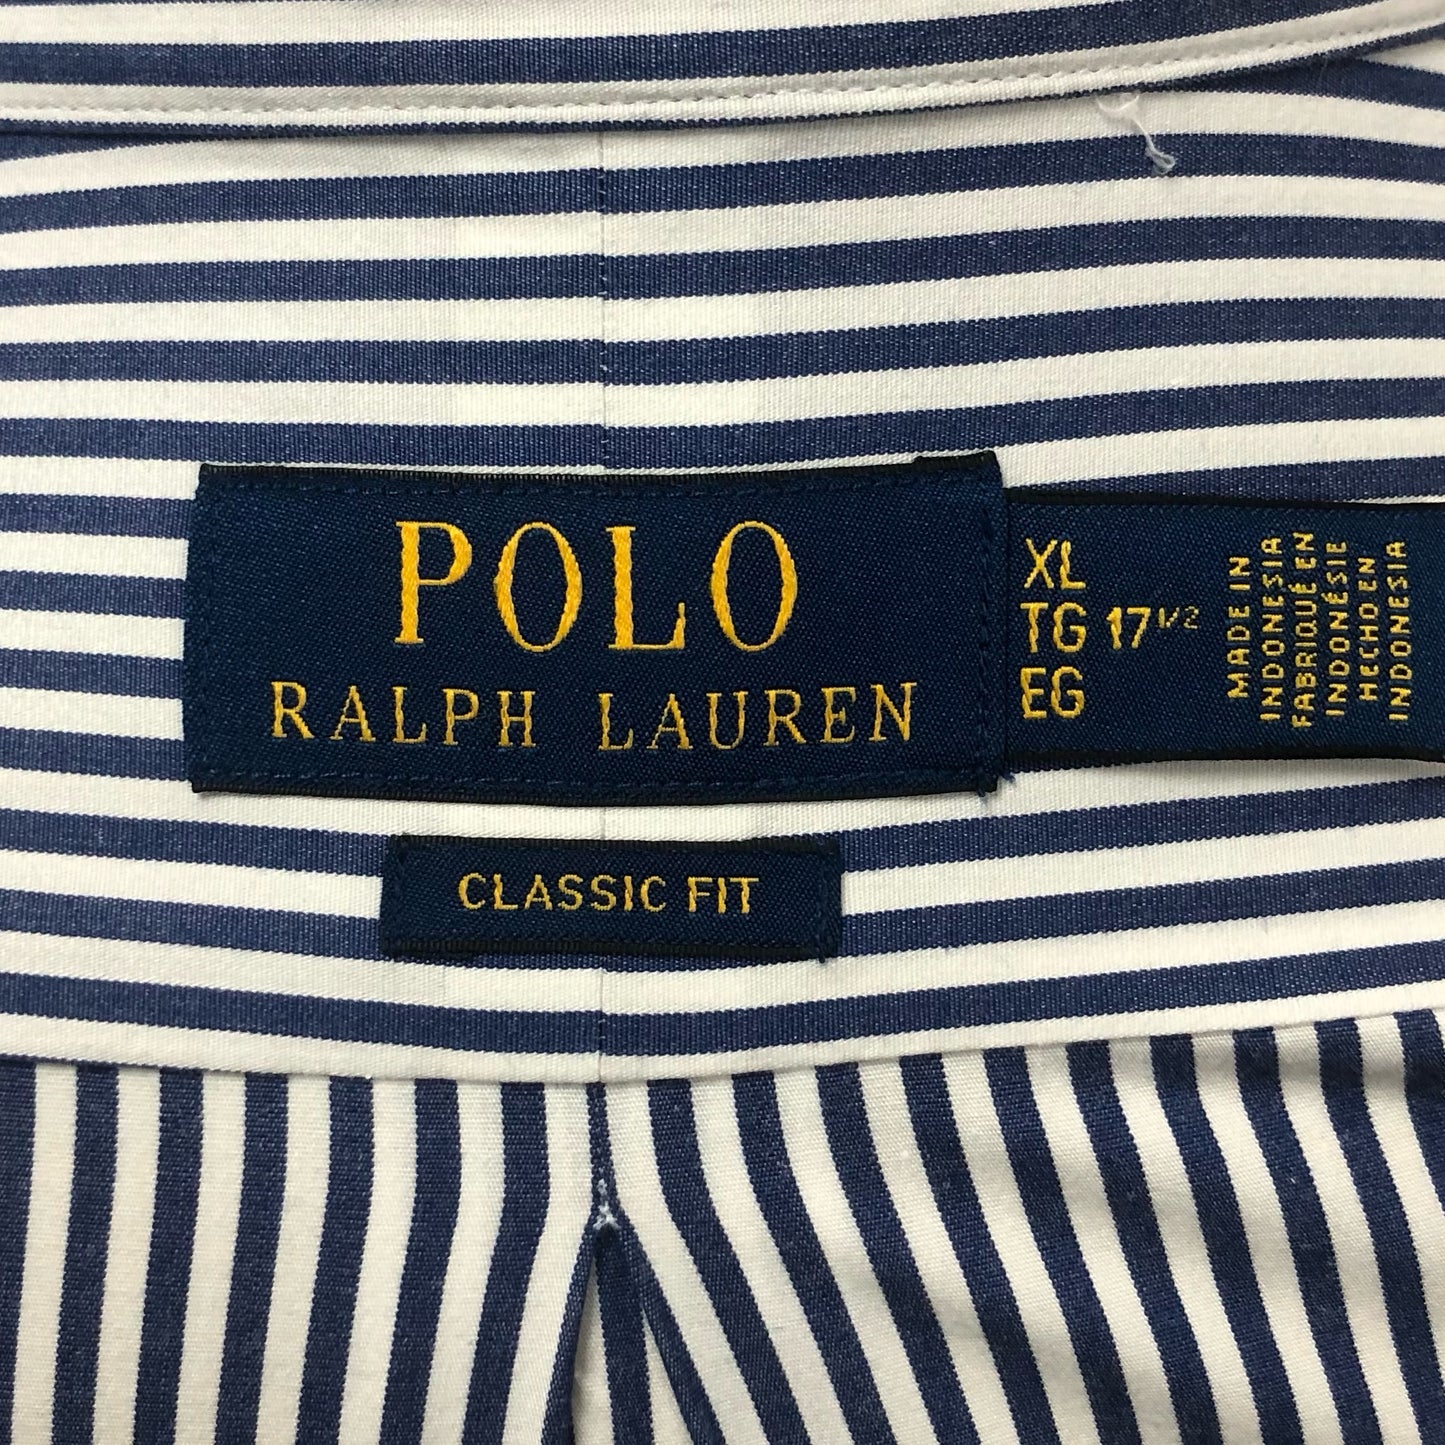 POLO
RALPH LAUREN
XL
TG 17 1/2
EG
MADE IN
INDONESIA
FABRIQUÉ EN
INDONÉSIE
HECHO EN
INDONESIA
CLASSIC FIT